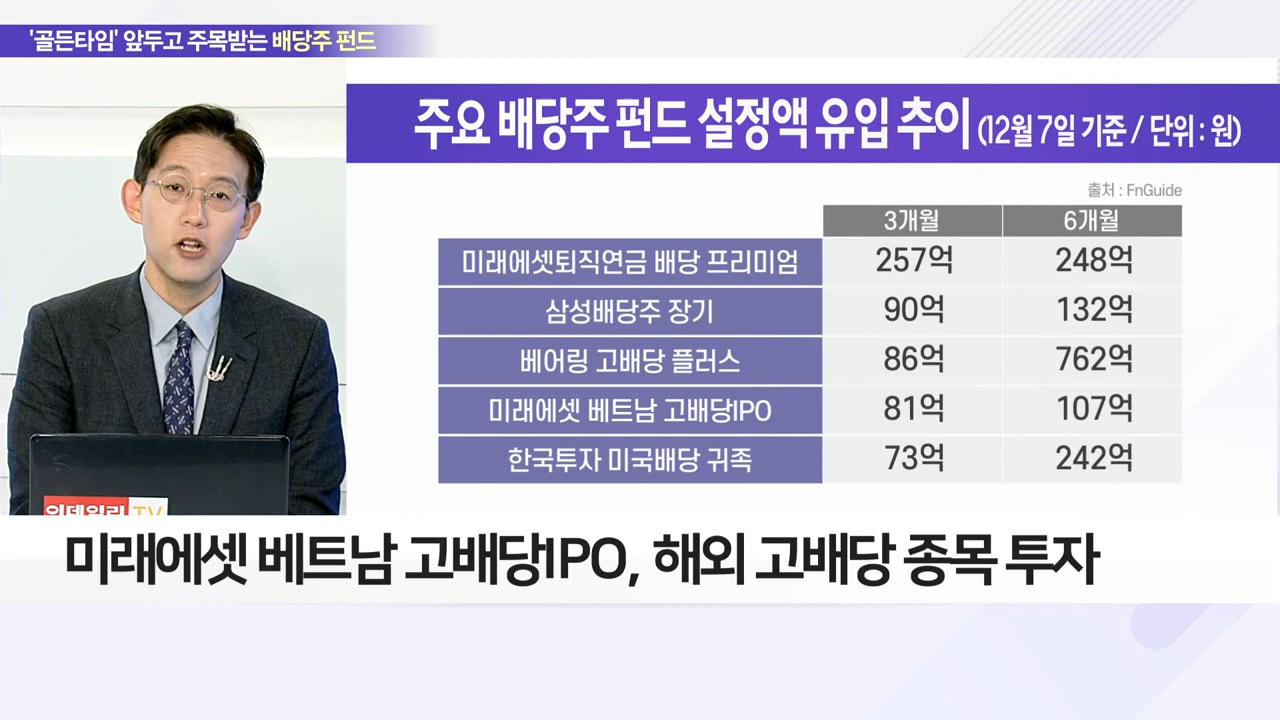 '골든타임' 앞두고 주목받는 배당주 펀드
주요 배당주 펀드 설정액 유입 추이 (12월 7일 기준 / 단위 : 원)
출처 : FnGuide
3개월 6개월
미래에셋퇴직연금 배당 프리미엄 257억 248억
삼성배당주 장기 90억 132억
베어링 고배당 플러스 86억 762억
미래에셋 베트남 고배당IPO 81억 107억
한국투자 미국배당 귀족 73억 242억
이데일리 TV
미래에셋 베트남 고배당IPO, 해외 고배당 종목 투자